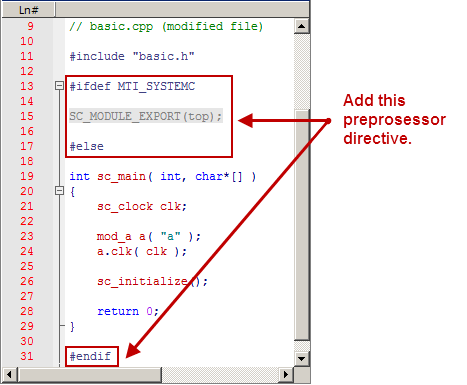 Ln#
9 // basic.cpp (modified file)
10
11 #include "basic.h"
12
13 #ifdef MTI_SYSTEMC
14
15 SC_MODULE_EXPORT(top);
16
17 #else
18
19 int sc_main( int, char*[] )
20 {
21 sc_clock clk;
22
23 mod_a a( "a" );
24 a.clk( clk );
25
26 sc_initialize();
27
28 return 0;
29 }
30
31 #endif
Add this
preprosessor
directive.